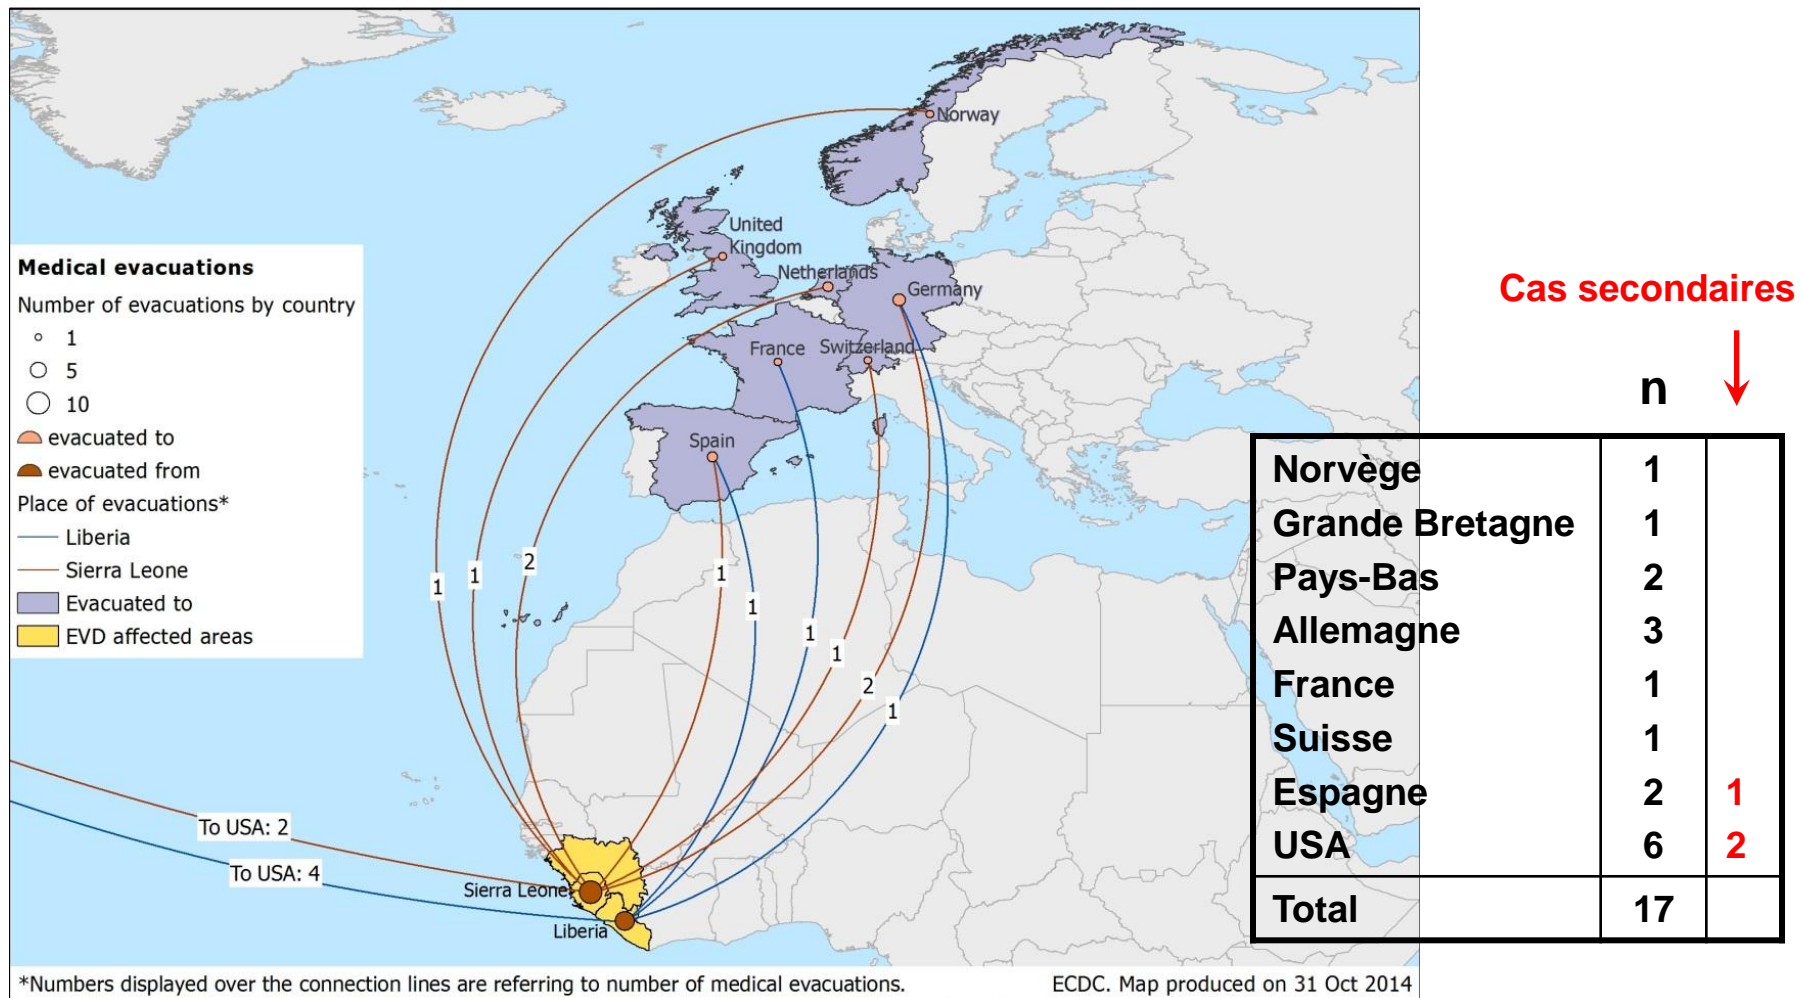 Norway
United
Kingdom
Netherlands
Germany
France
Switzerland
Spain
Medical evacuations
Number of evacuations by country
1
5
10
evacuated to
evacuated from
Place of evacuations*
Liberia
Sierra Leone
Evacuated to
EVD affected areas
1
1
2
1
1
1
1
2
1
To USA: 2
To USA: 4
Sierra Leone
Liberia
*Numbers displayed over the connection lines are referring to number of medical evacuations.
ECDC. Map produced on 31 Oct 2014
Cas secondaires
n
Norvège 1
Grande Bretagne 1
Pays-Bas 2
Allemagne 3
France 1
Suisse 1
Espagne 2 1
USA 6 2
Total 17